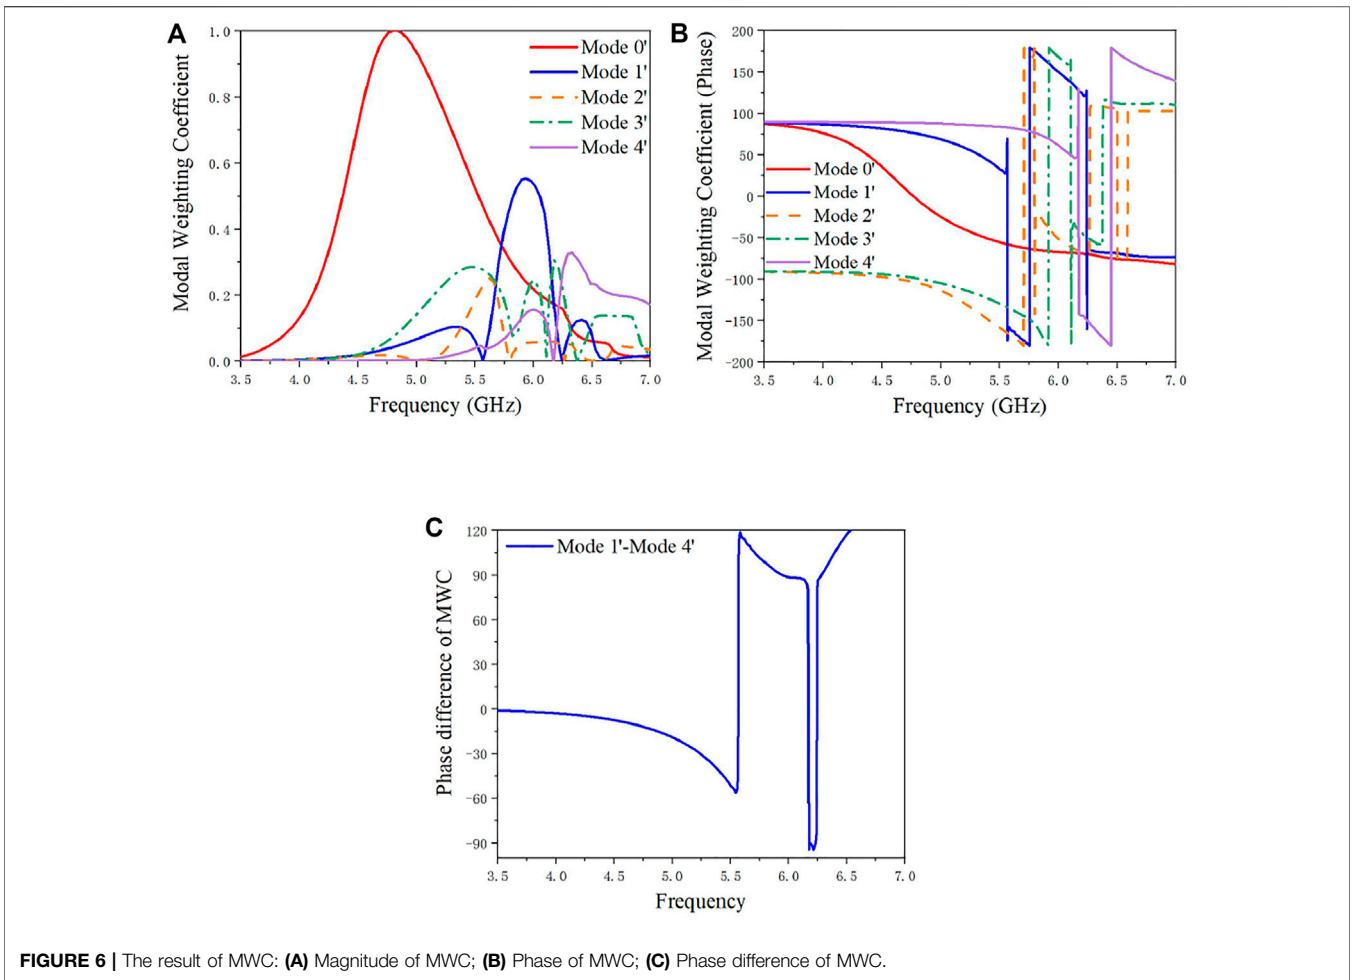 A
Modal Weighting Coefficient
1.0
0.8
0.6
0.4
0.2
0.0
3.5 4.0 4.5 5.0 5.5 6.0 6.5 7.0
Frequency (GHz)
Mode 0'
Mode 1'
Mode 2'
Mode 3'
Mode 4'
B
Modal Weighting Coefficient (Phase)
200
150
100
50
0
-50
-100
-150
-200
3.5 4.0 4.5 5.0 5.5 6.0 6.5 7.0
Frequency (GHz)
Mode 0'
Mode 1'
Mode 2'
Mode 3'
Mode 4'
C
Phase difference of MWC
120
90
60
30
0
-30
-60
-90
3.5 4.0 4.5 5.0 5.5 6.0 6.5 7.0
Frequency
Mode 1'-Mode 4'
FIGURE 6 | The result of MWC: (A) Magnitude of MWC; (B) Phase of MWC; (C) Phase difference of MWC.